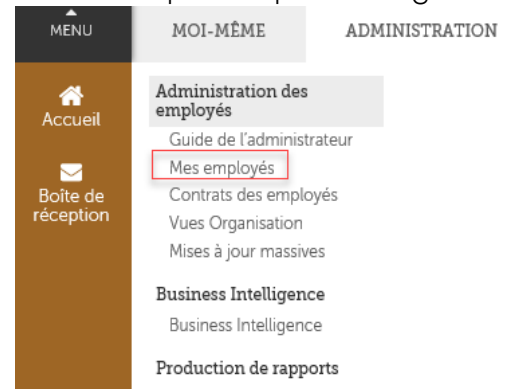 MENU
MOI-MÊME
ADMINISTRATION
Accueil
Boîte de
réception
Administration des
employés
Guide de l'administrateur
Mes employés
Contrats des employés
Vues Organisation
Mises à jour massives
Business Intelligence
Business Intelligence
Production de rapports